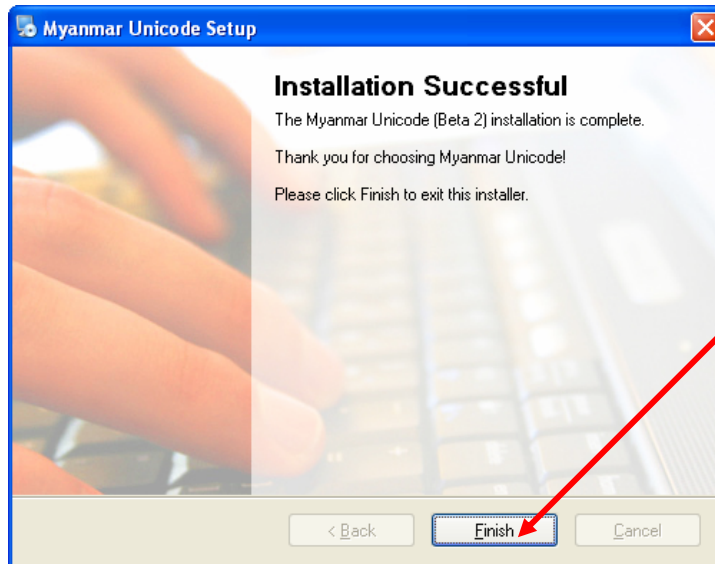 Myanmar Unicode Setup
Installation Successful
The Myanmar Unicode (Beta 2) installation is complete.
Thank you for choosing Myanmar Unicode!
Please click Finish to exit this installer.
< Back Finish Cancel